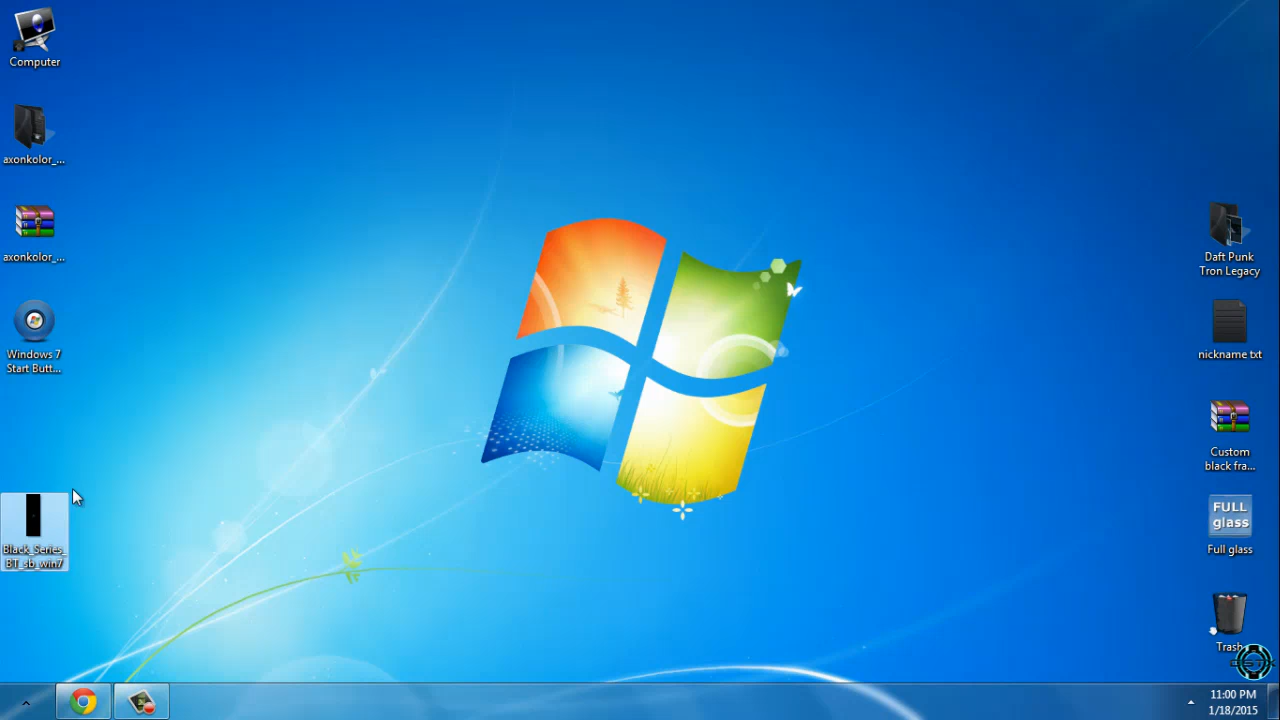 Computer
axonkolor_...
axonkolor_...
Windows 7
Start Butt...
Black_Series_
BT_sb_win7
Daft Punk
Tron Legacy
nickname txt
Custom
black fra...
FULL
glass
Full glass
Trash
11:00 PM
1/18/2015